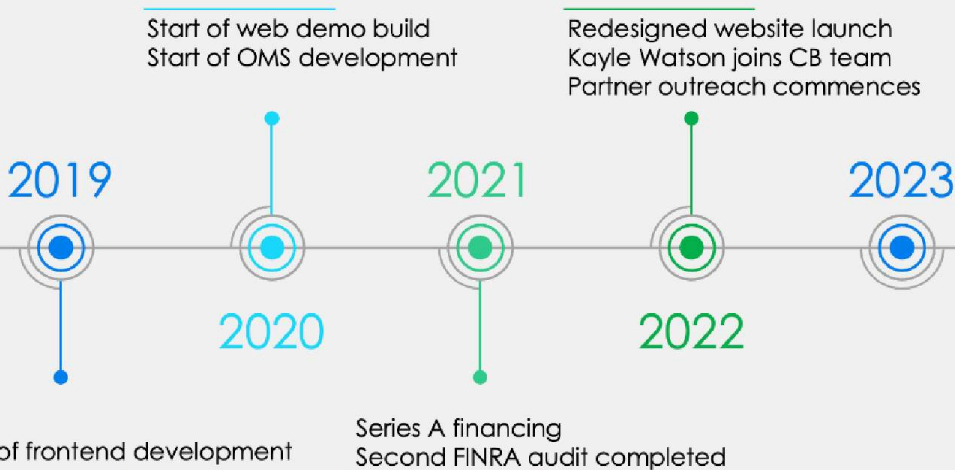 Start of web demo build
Start of OMS development
Redesigned website launch
Kayle Watson joins CB team
Partner outreach commences
2019
2021
2023
2020
2022
of frontend development
Series A financing
Second FINRA audit completed